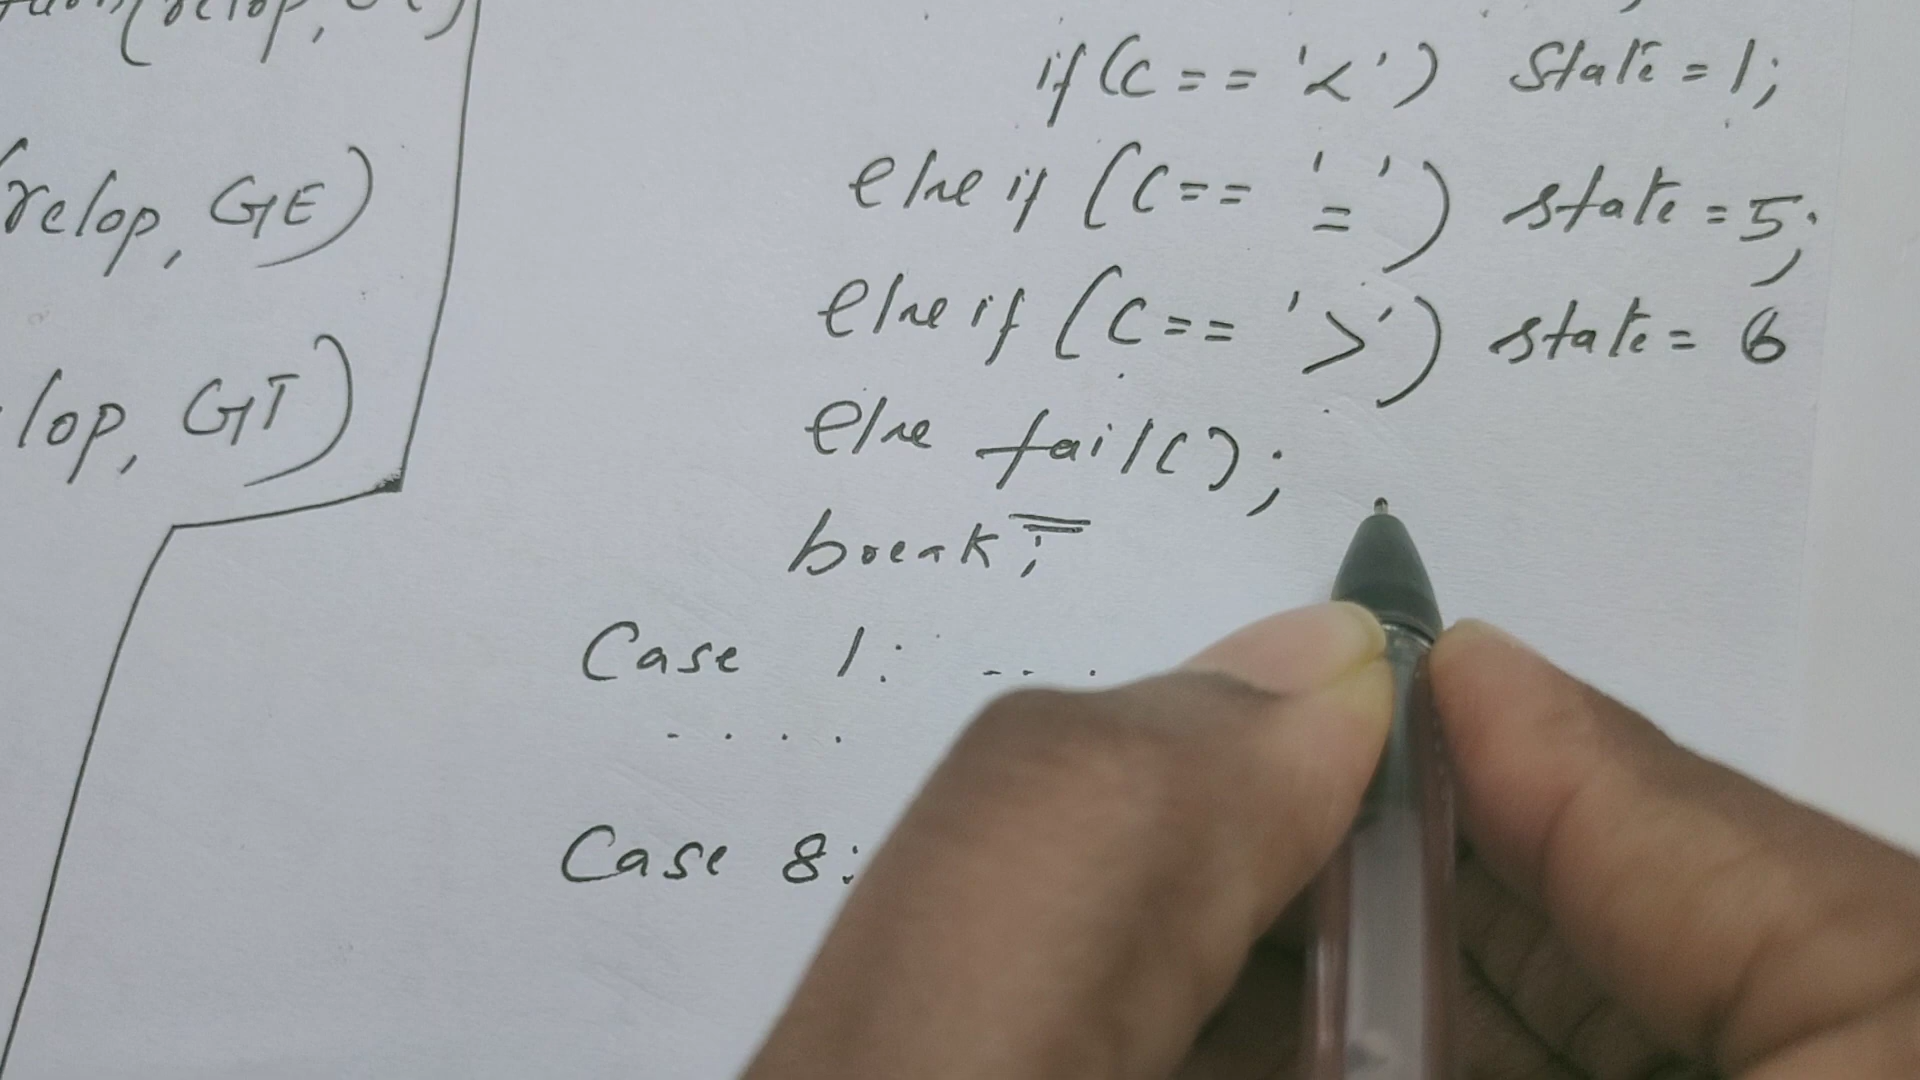 (relop,
(relop, GE)
lop, GT)
if (c == '<') state = 1;
else if (c == '=') state = 5;
else if (c == '>') state = 6
else fail();
break;
Case 1: -- .
- . . .
Case 8: